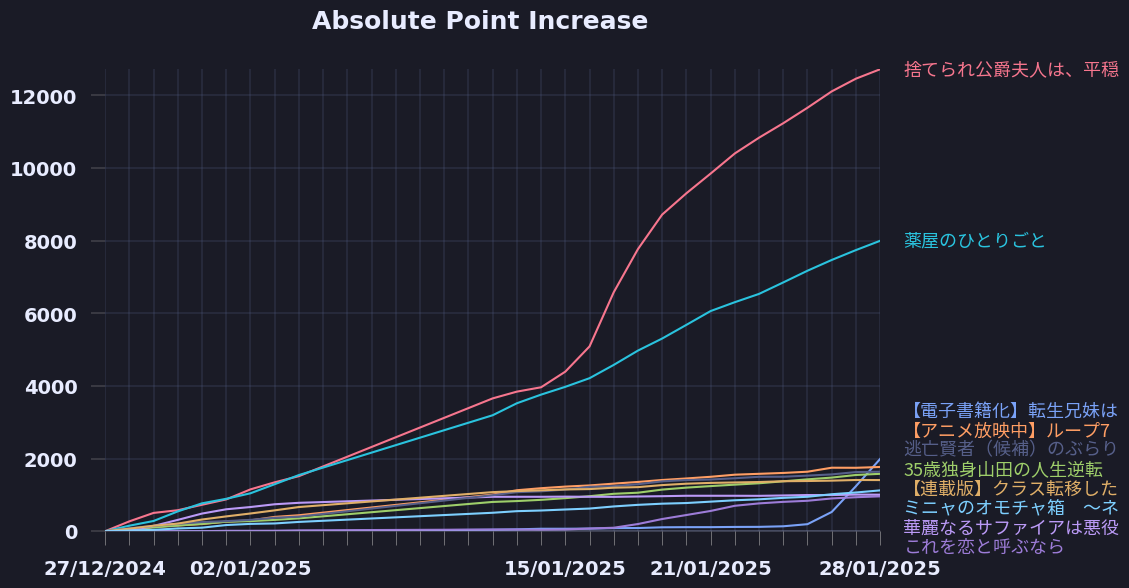 Absolute Point Increase
12000
10000
8000
6000
4000
2000
0
27/12/2024 02/01/2025 15/01/2025 21/01/2025 28/01/2025
捨てられ公爵夫人は、平穏
薬屋のひとりごと
【電子書籍化】転生兄妹は
【アニメ放映中】ループ7
逃亡賢者（候補）のぶらり
35歳独身山田の人生逆転
【連載版】クラス転移した
ミニャのオモチャ箱　～ネ
華麗なるサファイアは悪役
これを恋と呼ぶなら